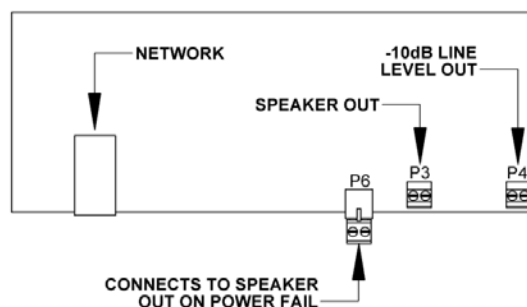 NETWORK
-10dB LINE
LEVEL OUT
SPEAKER OUT
P3
P4
P6
CONNECTS TO SPEAKER
OUT ON POWER FAIL